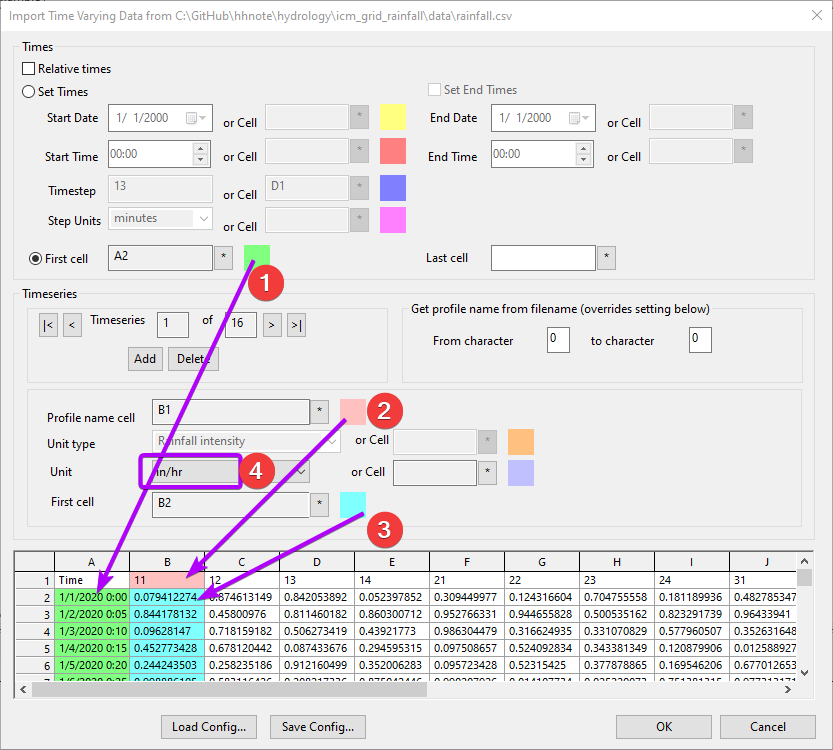 Import Time Varying Data from C:\GitHub\hhnote\hydrology\icm_grid_rainfall\data\rainfall.csv
Times
Relative times
Set Times
Set End Times
Start Date 1/ 1/2000 or Cell *
End Date 1/ 1/2000 or Cell *
Start Time 00:00 or Cell *
End Time 00:00 or Cell *
Timestep 13 or Cell D1 *
Step Units minutes or Cell *
First cell A2 *
Last cell *
1
Timeseries
|< < Timeseries 1 of 16 > >|
Add Delete
Get profile name from filename (overrides setting below)
From character 0 to character 0
Profile name cell B1 *
2
Unit type Rainfall intensity or Cell *
Unit in/hr or Cell *
4
First cell B2 *
3
A B C D E F G H I J
1 Time 11 12 13 14 21 22 23 24 31
2 1/1/2020 0:00 0.079412274 0.874613149 0.842053892 0.052397852 0.309449977 0.124316604 0.704755558 0.181189936 0.482785347
3 1/2/2020 0:05 0.844178132 0.45800976 0.811460182 0.860300712 0.952766331 0.944655828 0.500535162 0.823291739 0.96433941
4 1/3/2020 0:10 0.09628147 0.718159182 0.506273419 0.43921773 0.986304479 0.316624935 0.331070829 0.577960507 0.352631648
5 1/4/2020 0:15 0.452773428 0.678120442 0.087433676 0.294595315 0.097508657 0.524092834 0.343381349 0.120879906 0.012588927
6 1/5/2020 0:20 0.244243503 0.258235186 0.912160499 0.352006283 0.095723428 0.52315425 0.377878865 0.169546206 0.677012653
Load Config... Save Config... OK Cancel